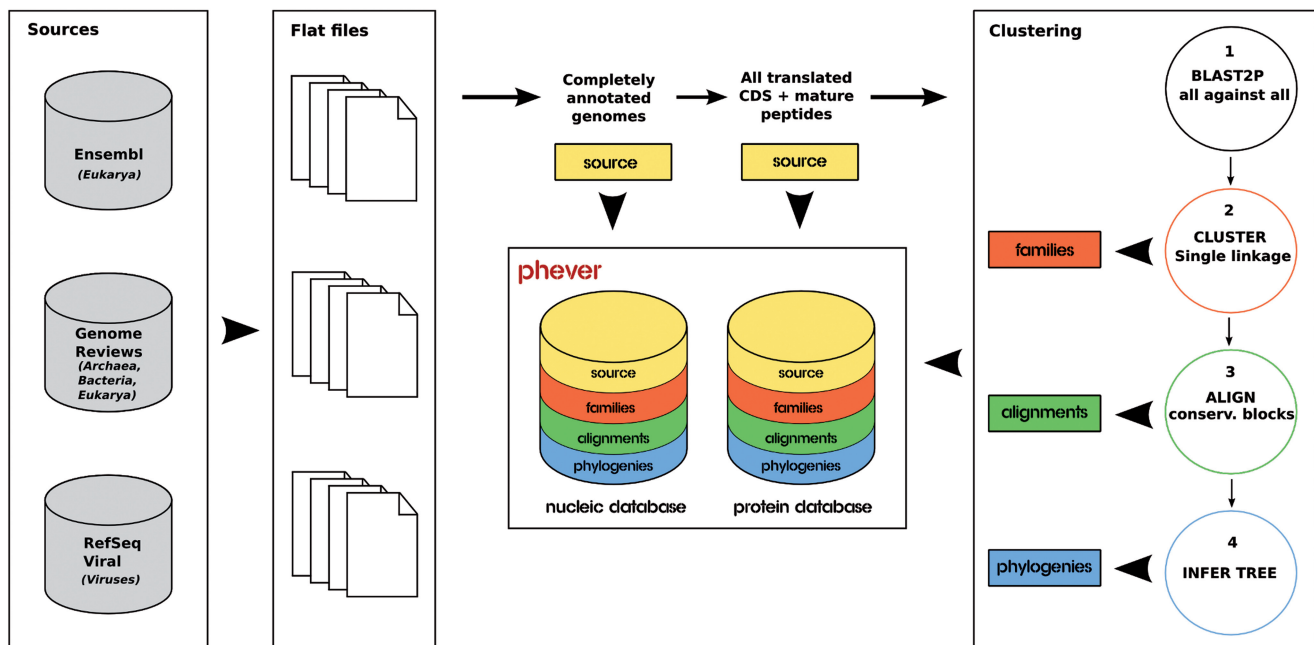 Sources
Ensembl
(Eukarya)
Genome
Reviews
(Archaea,
Bacteria,
Eukarya)
RefSeq
Viral
(Viruses)
Flat files
Completely
annotated
genomes
source
All translated
CDS + mature
peptides
source
phever
source
families
alignments
phylogenies
nucleic database
source
families
alignments
phylogenies
protein database
Clustering
1
BLAST2P
all against all
2
CLUSTER
Single linkage
families
3
ALIGN
conserv. blocks
alignments
4
INFER TREE
phylogenies